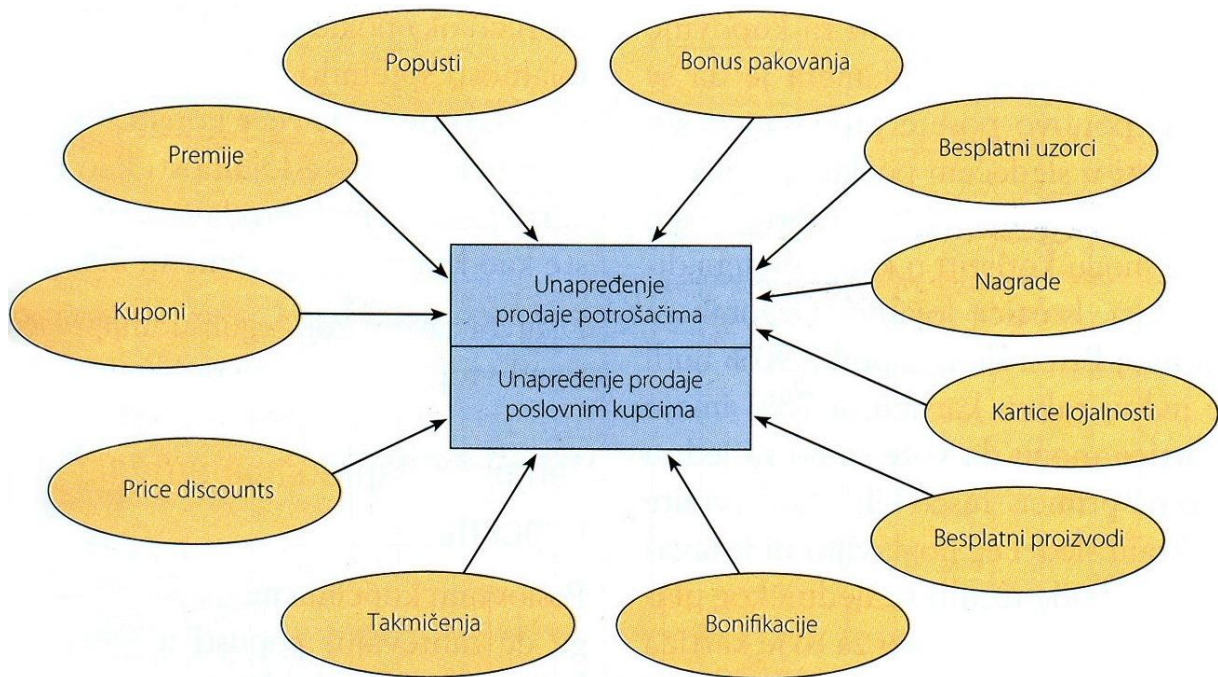 Popusti
Bonus pakovanja
Premije
Besplatni uzorci
Kuponi
Unapređenje
prodaje potrošačima
Nagrade
Unapređenje prodaje
poslovnim kupcima
Kartice lojalnosti
Price discounts
Besplatni proizvodi
Takmičenja
Bonifikacije